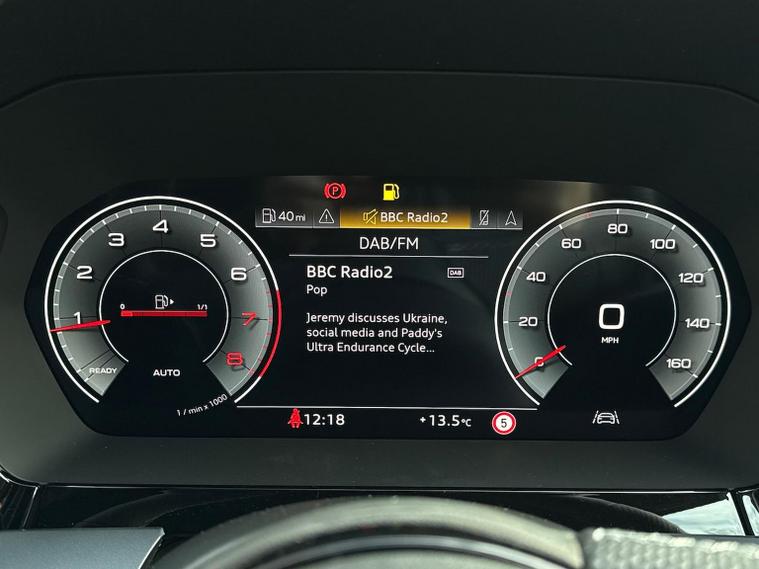 P
40 mi
BBC Radio2
DAB/FM
BBC Radio2
DAB
Pop
Jeremy discusses Ukraine,
social media and Paddy's
Ultra Endurance Cycle...
READY
1
2
3
4
5
6
7
8
0
1/1
AUTO
1 / min x 1000
0
20
40
60
80
100
120
140
160
0
MPH
12:18
+13.5°C
5